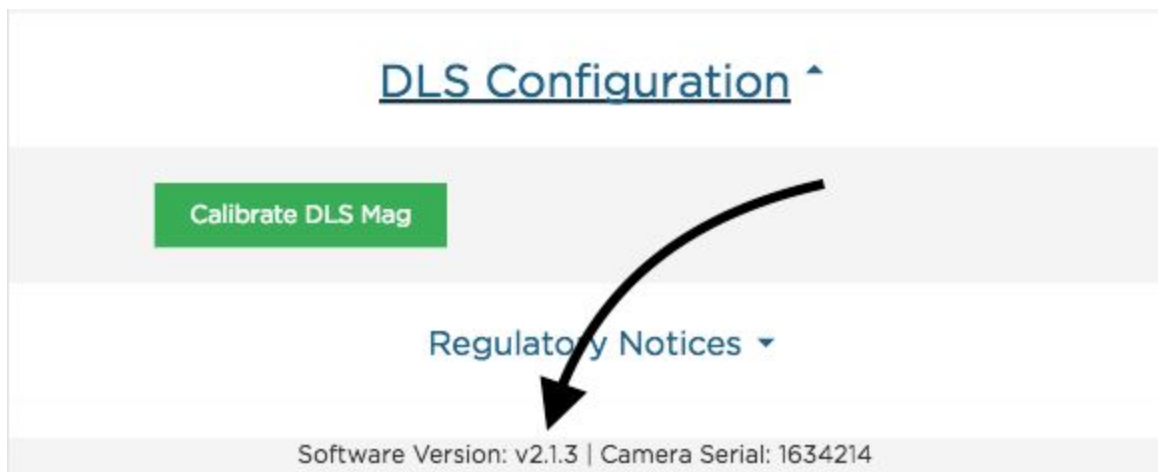 DLS Configuration
Calibrate DLS Mag
Regulatory Notices
Software Version: v2.1.3 | Camera Serial: 1634214